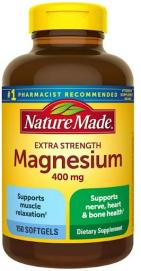 #1 PHARMACIST RECOMMENDED
Nature Made®
EXTRA STRENGTH
Magnesium
400 mg
Supports
muscle
relaxation†
Supports
nerve, heart
& bone health†
150 SOFTGELS
Dietary Supplement